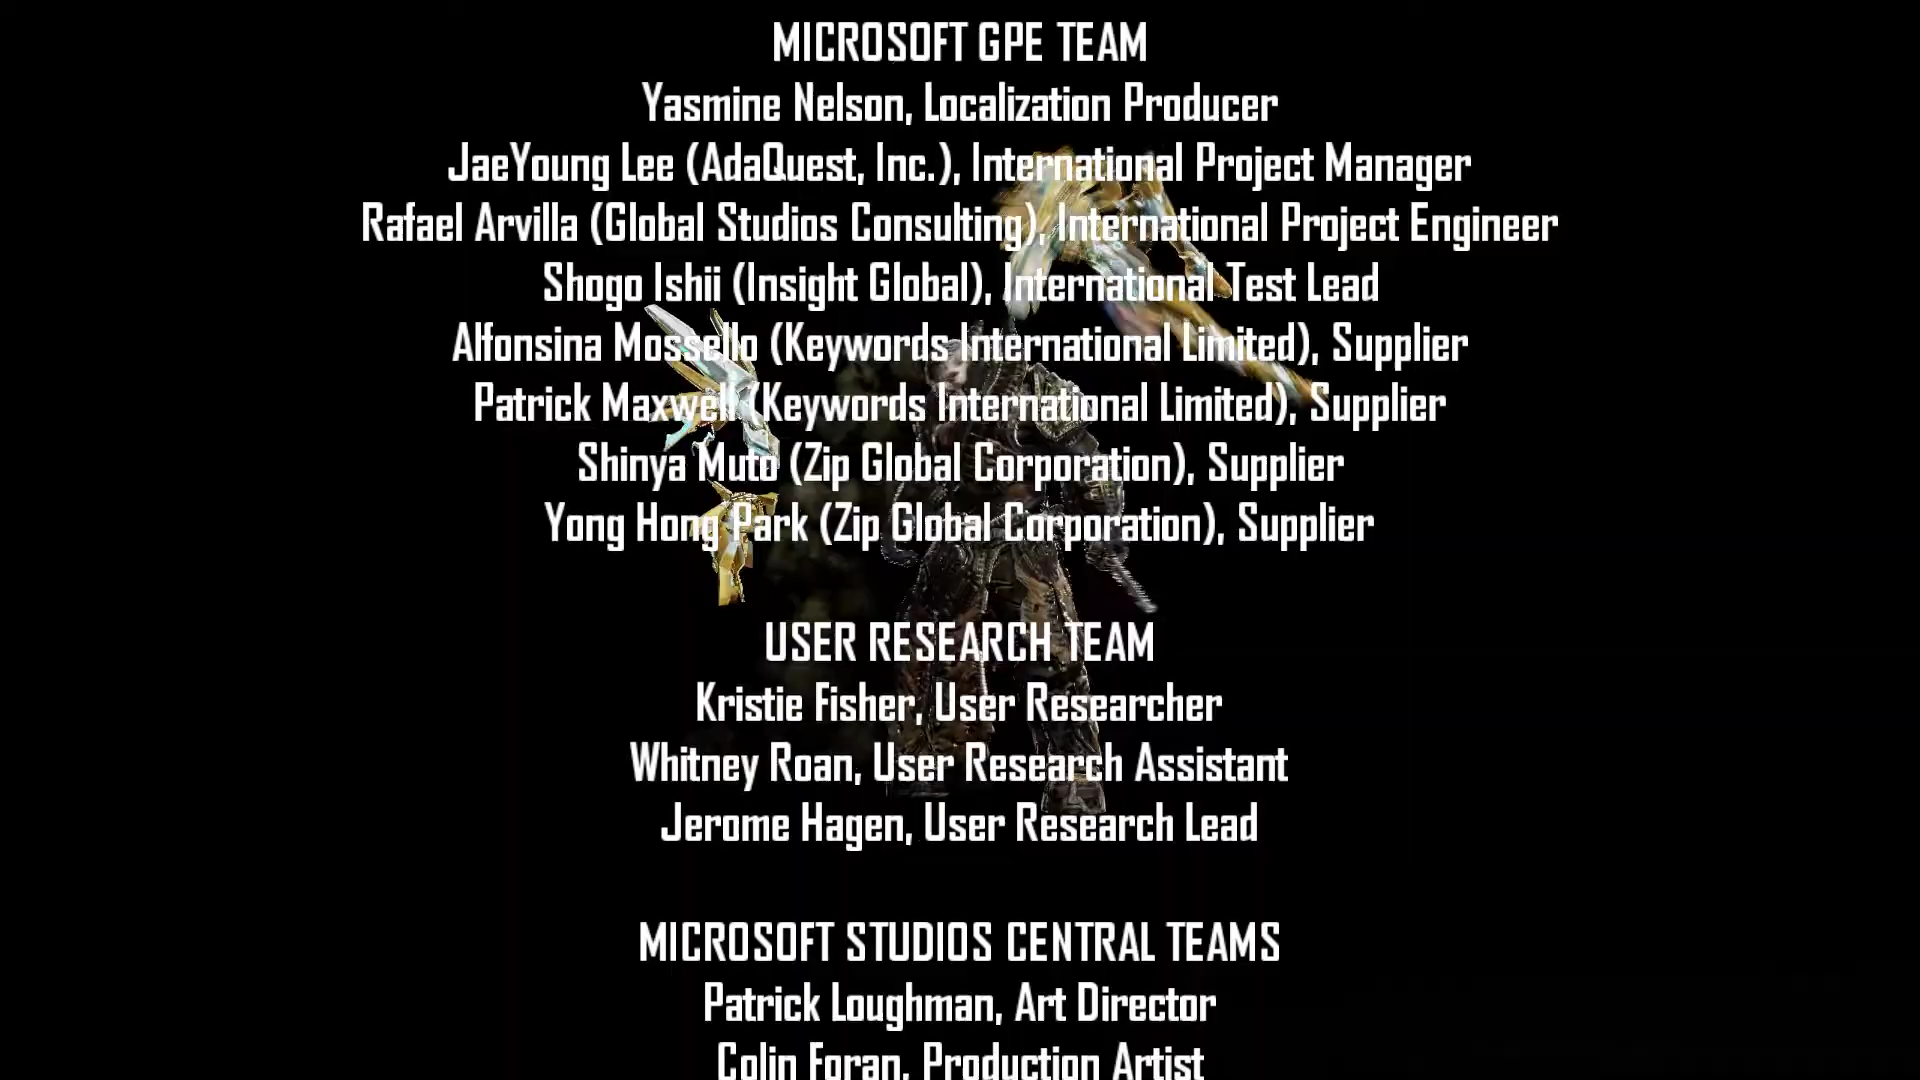 MICROSOFT GPE TEAM
Yasmine Nelson, Localization Producer
JaeYoung Lee (AdaQuest, Inc.), International Project Manager
Rafael Arvilla (Global Studios Consulting), International Project Engineer
Shogo Ishii (Insight Global), International Test Lead
Alfonsina Mossello (Keywords International Limited), Supplier
Patrick Maxwell (Keywords International Limited), Supplier
Shinya Muto (Zip Global Corporation), Supplier
Yong Hong Park (Zip Global Corporation), Supplier
USER RESEARCH TEAM
Kristie Fisher, User Researcher
Whitney Roan, User Research Assistant
Jerome Hagen, User Research Lead
MICROSOFT STUDIOS CENTRAL TEAMS
Patrick Loughman, Art Director
Colin Foran, Production Artist